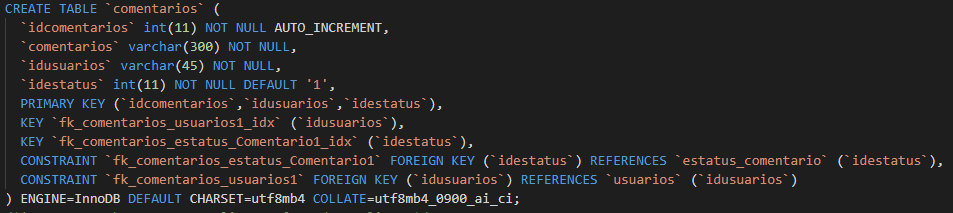 CREATE TABLE `comentarios` (
  `idcomentarios` int(11) NOT NULL AUTO_INCREMENT,
  `comentarios` varchar(300) NOT NULL,
  `idusuarios` varchar(45) NOT NULL,
  `idestatus` int(11) NOT NULL DEFAULT '1',
  PRIMARY KEY (`idcomentarios`,`idusuarios`,`idestatus`),
  KEY `fk_comentarios_usuarios1_idx` (`idusuarios`),
  KEY `fk_comentarios_estatus_Comentario1_idx` (`idestatus`),
  CONSTRAINT `fk_comentarios_estatus_Comentario1` FOREIGN KEY (`idestatus`) REFERENCES `estatus_comentario` (`idestatus`),
  CONSTRAINT `fk_comentarios_usuarios1` FOREIGN KEY (`idusuarios`) REFERENCES `usuarios` (`idusuarios`)
) ENGINE=InnoDB DEFAULT CHARSET=utf8mb4 COLLATE=utf8mb4_0900_ai_ci;